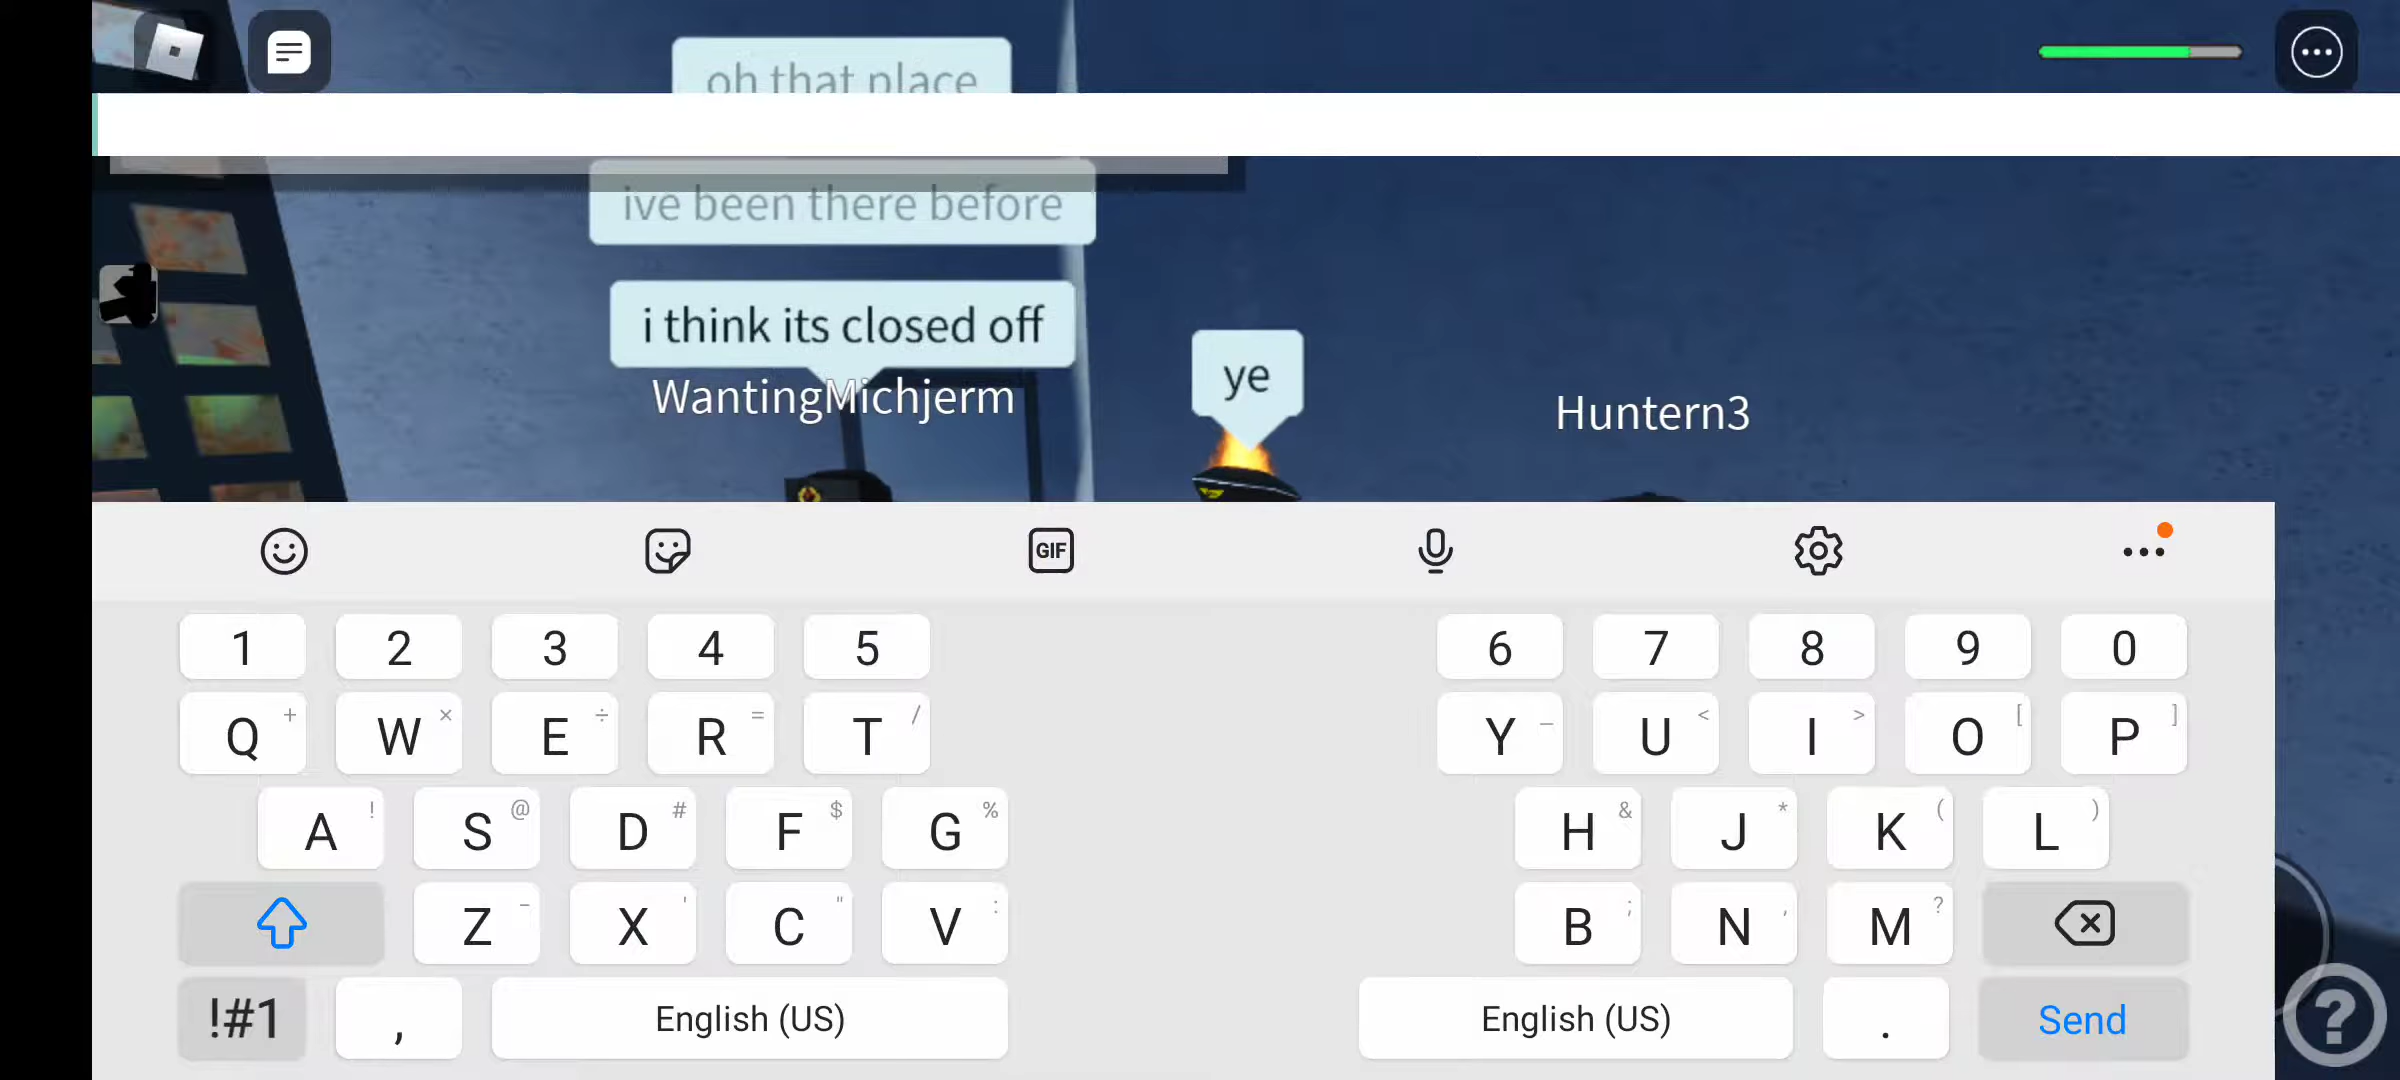 oh that place
ive been there before
i think its closed off
WantingMichjerm
ye
Huntern3
GIF
1 2 3 4 5 6 7 8 9 0
Q + W × E ÷ R = T / Y _ U < I > O [ P ]
A ! S @ D # F $ G % H & J * K ( L )
Z - X ' C " V : B ; N , M ?
!#1 , English (US) English (US) . Send
?